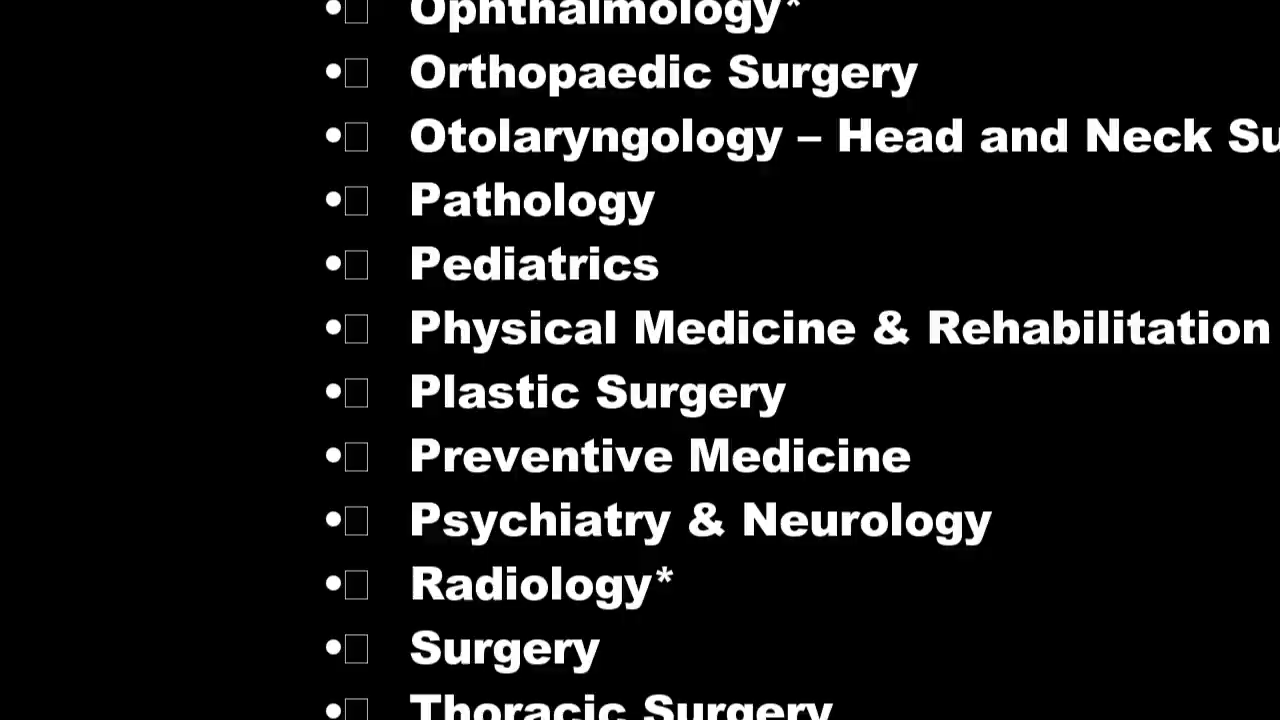 •□ Ophthalmology*
•□ Orthopaedic Surgery
•□ Otolaryngology – Head and Neck
•□ Pathology
•□ Pediatrics
•□ Physical Medicine & Rehabilitation
•□ Plastic Surgery
•□ Preventive Medicine
•□ Psychiatry & Neurology
•□ Radiology*
•□ Surgery
•□ Thoracic Surgery